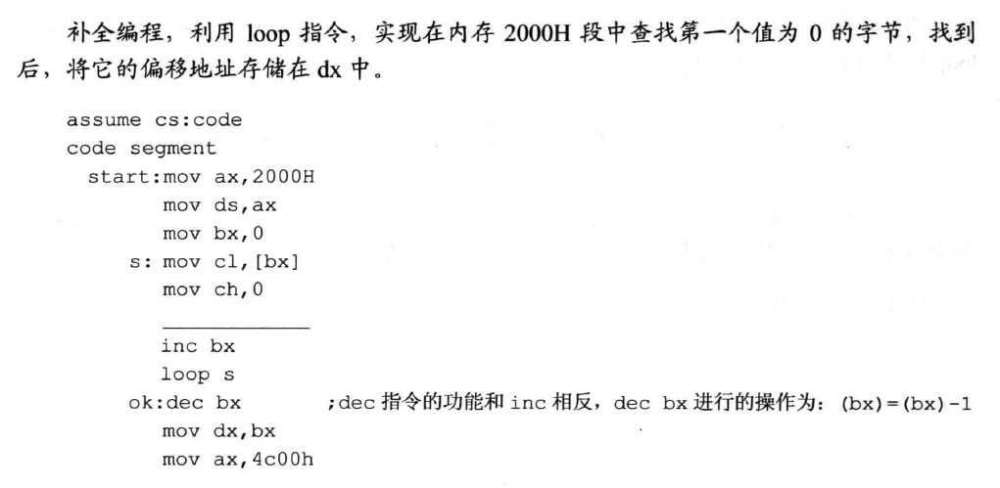 补全编程，利用 loop 指令，实现在内存 2000H 段中查找第一个值为 0 的字节，找到
后，将它的偏移地址存储在 dx 中。
assume cs:code
code segment
start:mov ax,2000H
mov ds,ax
mov bx,0
s: mov cl,[bx]
mov ch,0
____________
inc bx
loop s
ok:dec bx ;dec 指令的功能和 inc 相反，dec bx 进行的操作为：(bx)=(bx)-1
mov dx,bx
mov ax,4c00h